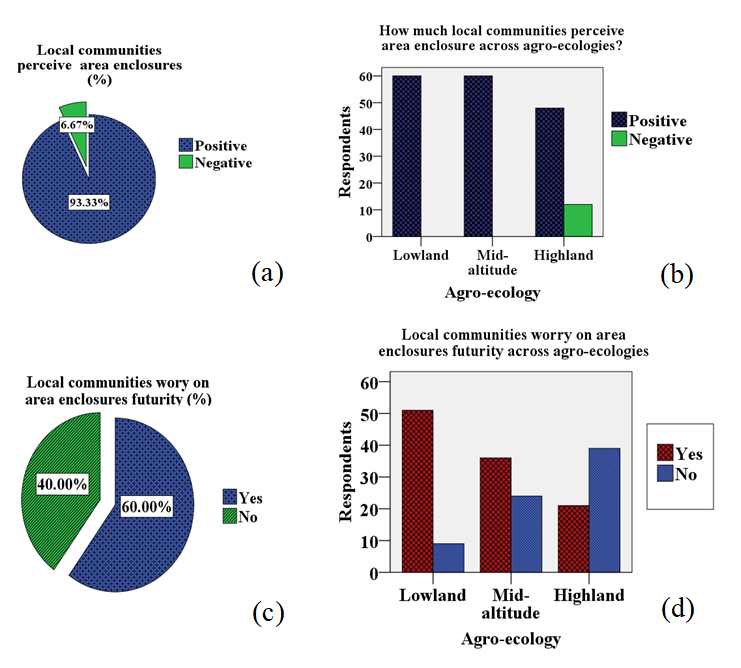 Local communities
perceive area enclosures
(%)
6.67%
93.33%
Positive
Negative
(a)
How much local communities perceive
area enclosure across agro-ecologies?
Respondents
60
50
40
30
20
10
0
Lowland
Mid-
altitude
Highland
Agro-ecology
Positive
Negative
(b)
Local communities wory on
area enclosures futurity (%)
40.00%
60.00%
Yes
No
(c)
Local communities worry on area
enclosures futurity across agro-ecologies
Respondents
60
50
40
30
20
10
0
Lowland
Mid-
altitude
Highland
Agro-ecology
Yes
No
(d)